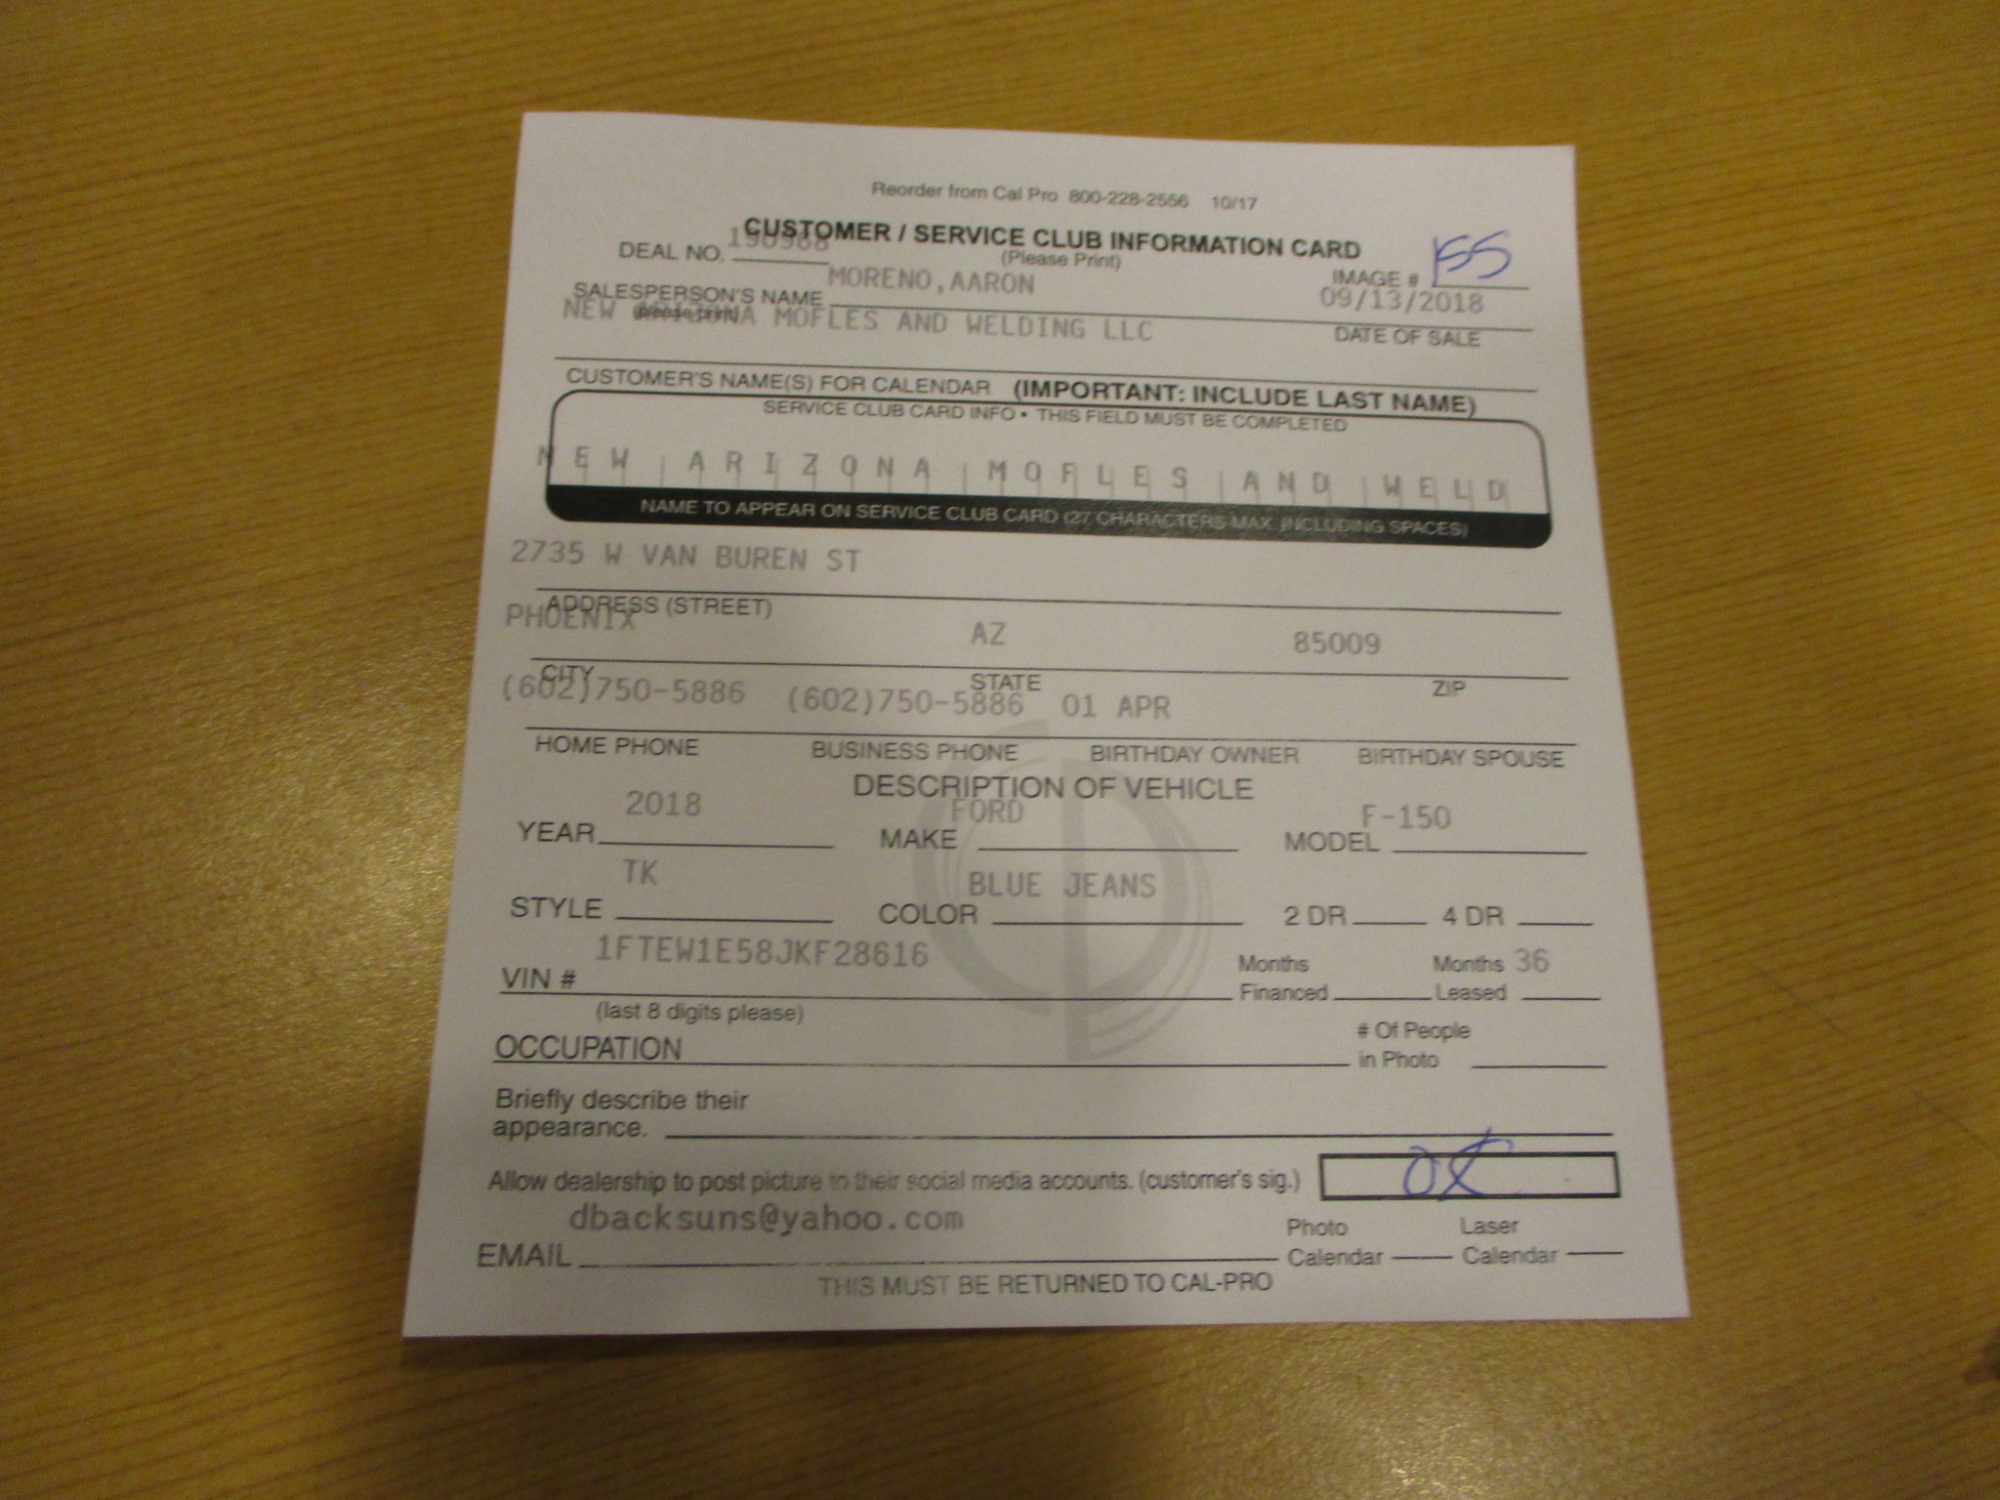 Reorder from Cal Pro 800-228-2556 10/17
CUSTOMER / SERVICE CLUB INFORMATION CARD
(Please Print)
DEAL NO. 190988
IMAGE #
MORENO,AARON
SALESPERSON'S NAME
(please print)
09/13/2018
DATE OF SALE
NEW ARIZONA MOFLES AND WELDING LLC
CUSTOMER'S NAME(S) FOR CALENDAR (IMPORTANT: INCLUDE LAST NAME)
SERVICE CLUB CARD INFO • THIS FIELD MUST BE COMPLETED
NEW ARIZONA MOFLES AND WELD
NAME TO APPEAR ON SERVICE CLUB CARD (27 CHARACTERS MAX. INCLUDING SPACES)
2735 W VAN BUREN ST
ADDRESS (STREET)
PHOENIX AZ 85009
CITY STATE ZIP
(602)750-5886 (602)750-5886 01 APR
HOME PHONE BUSINESS PHONE BIRTHDAY OWNER BIRTHDAY SPOUSE
DESCRIPTION OF VEHICLE
2018 FORD F-150
YEAR MAKE MODEL
TK BLUE JEANS
STYLE COLOR 2 DR 4 DR
1FTEW1E58JKF28616
VIN #
(last 8 digits please)
Months Financed
Months Leased 36
OCCUPATION
# Of People in Photo
Briefly describe their
appearance.
Allow dealership to post picture to their social media accounts. (customer's sig.) OK
dbacksuns@yahoo.com
EMAIL
Photo Calendar
Laser Calendar
THIS MUST BE RETURNED TO CAL-PRO